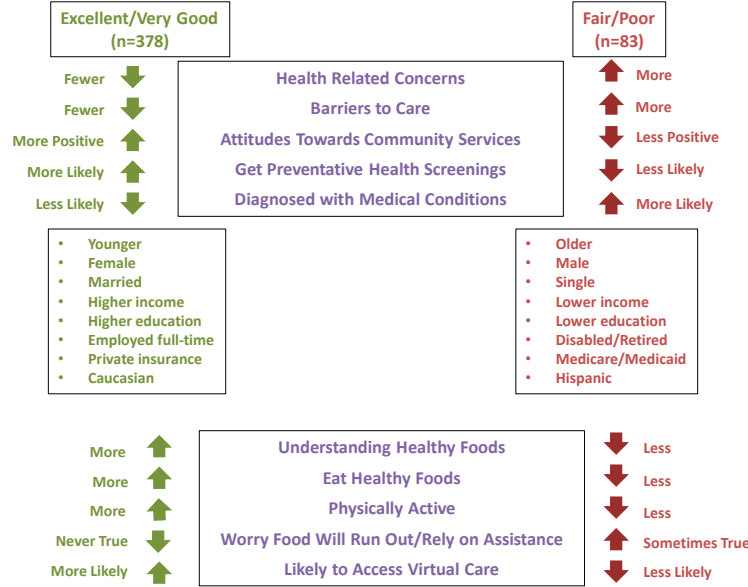 Excellent/Very Good
(n=378)
Fair/Poor
(n=83)
Fewer
Health Related Concerns
More
Fewer
Barriers to Care
More
More Positive
Attitudes Towards Community Services
Less Positive
More Likely
Get Preventative Health Screenings
Less Likely
Less Likely
Diagnosed with Medical Conditions
More Likely
• Younger
• Female
• Married
• Higher income
• Higher education
• Employed full-time
• Private insurance
• Caucasian
• Older
• Male
• Single
• Lower income
• Lower education
• Disabled/Retired
• Medicare/Medicaid
• Hispanic
More
Understanding Healthy Foods
Less
More
Eat Healthy Foods
Less
More
Physically Active
Less
Never True
Worry Food Will Run Out/Rely on Assistance
Sometimes True
More Likely
Likely to Access Virtual Care
Less Likely